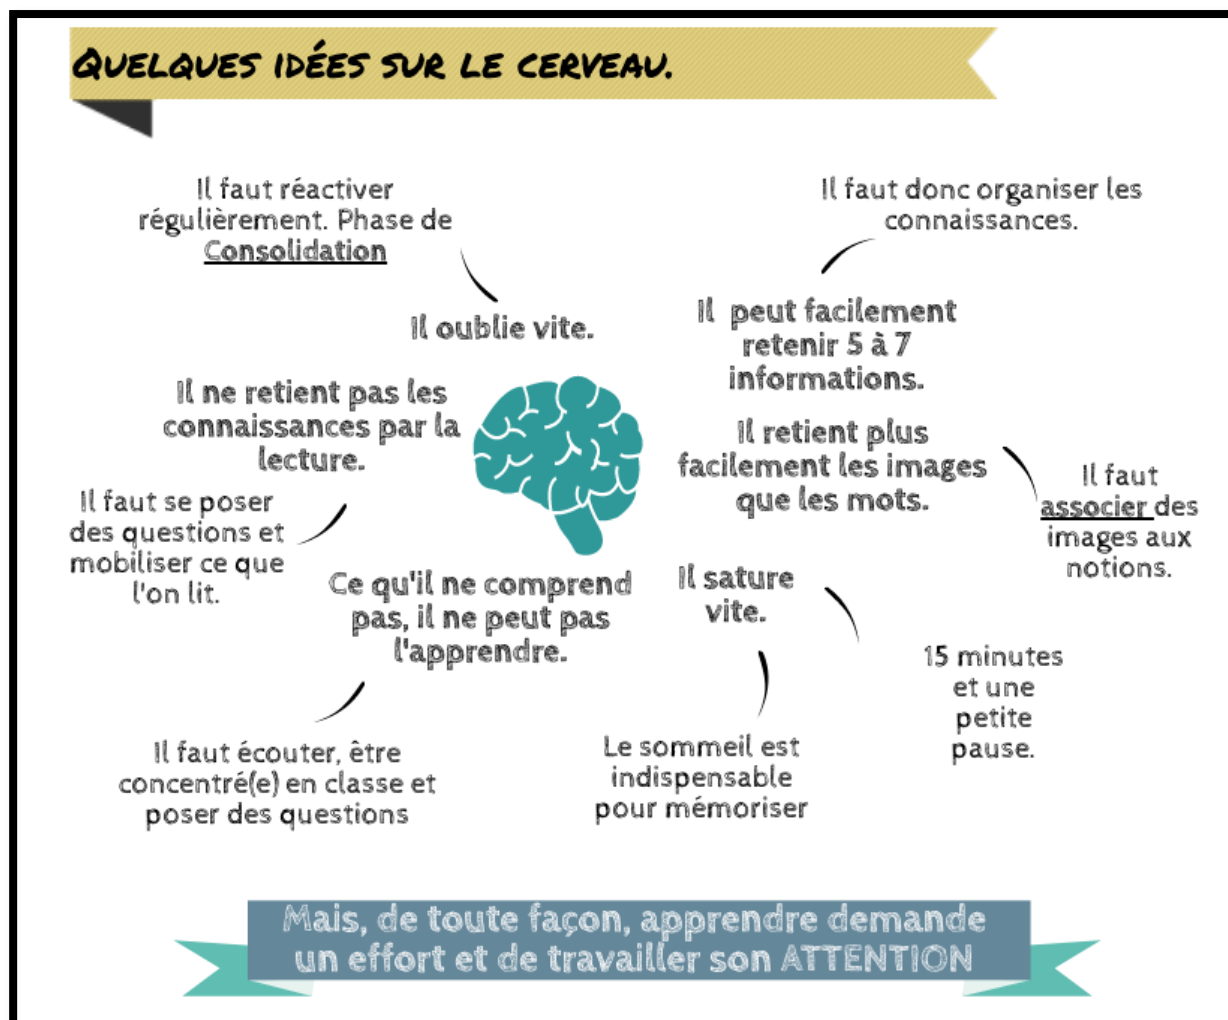 QUELQUES IDÉES SUR LE CERVEAU.
Il faut réactiver
régulièrement. Phase de
Consolidation
Il oublie vite.
Il ne retient pas les
connaissances par la
lecture.
Il faut se poser
des questions et
mobiliser ce que
l'on lit.
Ce qu'il ne comprend
pas, il ne peut pas
l'apprendre.
Il faut écouter, être
concentré(e) en classe et
poser des questions
Il faut donc organiser les
connaissances.
Il peut facilement
retenir 5 à 7
informations.
Il retient plus
facilement les images
que les mots.
Il faut
associer des
images aux
notions.
Il sature
vite.
15 minutes
et une
petite
pause.
Le sommeil est
indispensable
pour mémoriser
Mais, de toute façon, apprendre demande
un effort et de travailler son ATTENTION